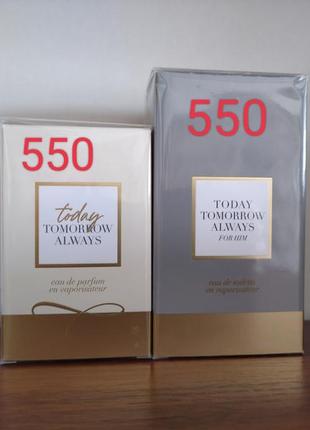 550
today
TOMORROW
ALWAYS
eau de parfum
en vaporisateur
550
TODAY
TOMORROW
ALWAYS
FOR HIM
eau de toilette
en vaporisateur